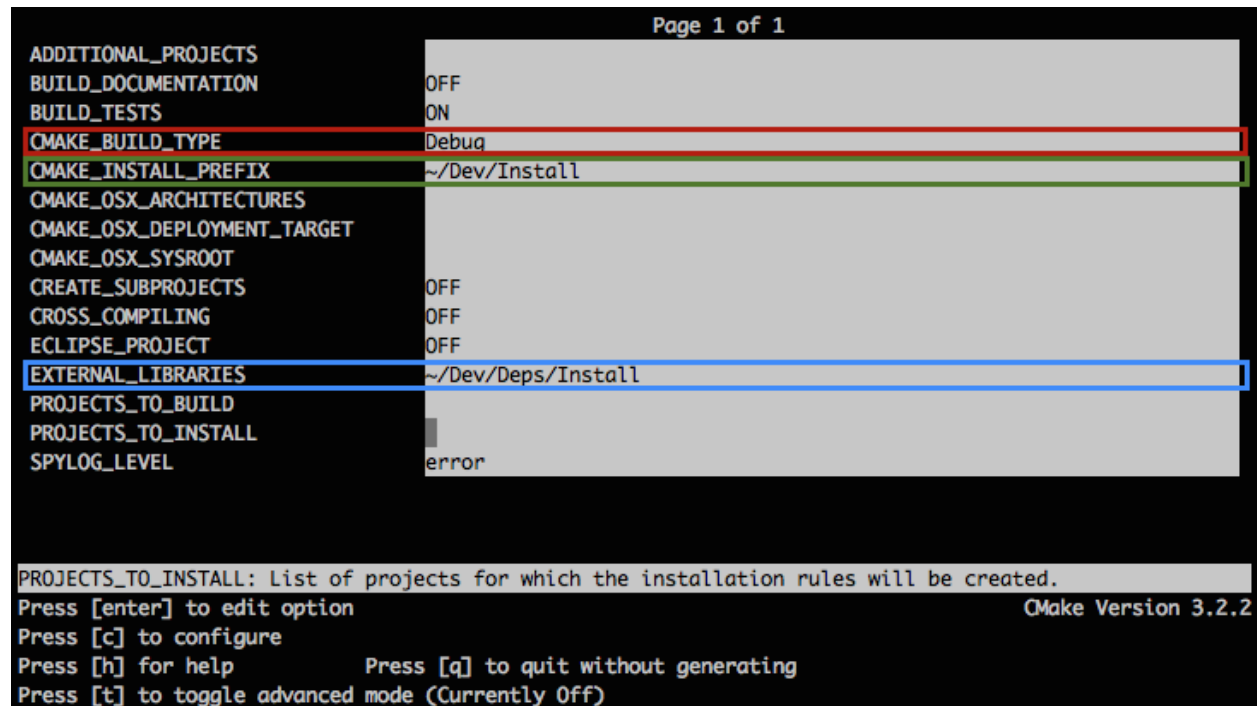 Page 1 of 1
ADDITIONAL_PROJECTS
BUILD_DOCUMENTATION OFF
BUILD_TESTS ON
CMAKE_BUILD_TYPE Debug
CMAKE_INSTALL_PREFIX ~/Dev/Install
CMAKE_OSX_ARCHITECTURES
CMAKE_OSX_DEPLOYMENT_TARGET
CMAKE_OSX_SYSROOT
CREATE_SUBPROJECTS OFF
CROSS_COMPILING OFF
ECLIPSE_PROJECT OFF
EXTERNAL_LIBRARIES ~/Dev/Deps/Install
PROJECTS_TO_BUILD
PROJECTS_TO_INSTALL
SPYLOG_LEVEL error
PROJECTS_TO_INSTALL: List of projects for which the installation rules will be created.
Press [enter] to edit option CMake Version 3.2.2
Press [c] to configure
Press [h] for help Press [q] to quit without generating
Press [t] to toggle advanced mode (Currently Off)